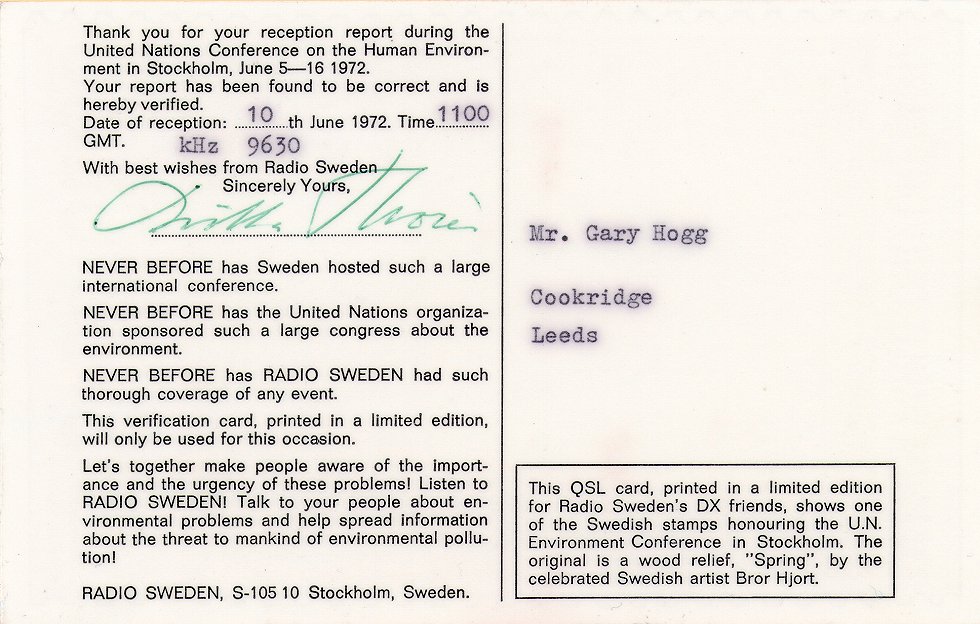 Thank you for your reception report during the
United Nations Conference on the Human Environ-
ment in Stockholm, June 5—16 1972.
Your report has been found to be correct and is
hereby verified.
Date of reception: ..........10..........th June 1972. Time 1100
GMT. kHz 9630
With best wishes from Radio Sweden
Sincerely Yours,
NEVER BEFORE has Sweden hosted such a large
international conference.
NEVER BEFORE has the United Nations organiza-
tion sponsored such a large congress about the
environment.
NEVER BEFORE has RADIO SWEDEN had such
thorough coverage of any event.
This verification card, printed in a limited edition,
will only be used for this occasion.
Let's together make people aware of the import-
ance and the urgency of these problems! Listen to
RADIO SWEDEN! Talk to your people about en-
vironmental problems and help spread information
about the threat to mankind of environmental pollu-
tion!
RADIO SWEDEN, S-105 10 Stockholm, Sweden.
Mr. Gary Hogg
Cookridge
Leeds
This QSL card, printed in a limited edition
for Radio Sweden's DX friends, shows one
of the Swedish stamps honouring the U.N.
Environment Conference in Stockholm. The
original is a wood relief, "Spring", by the
celebrated Swedish artist Bror Hjort.